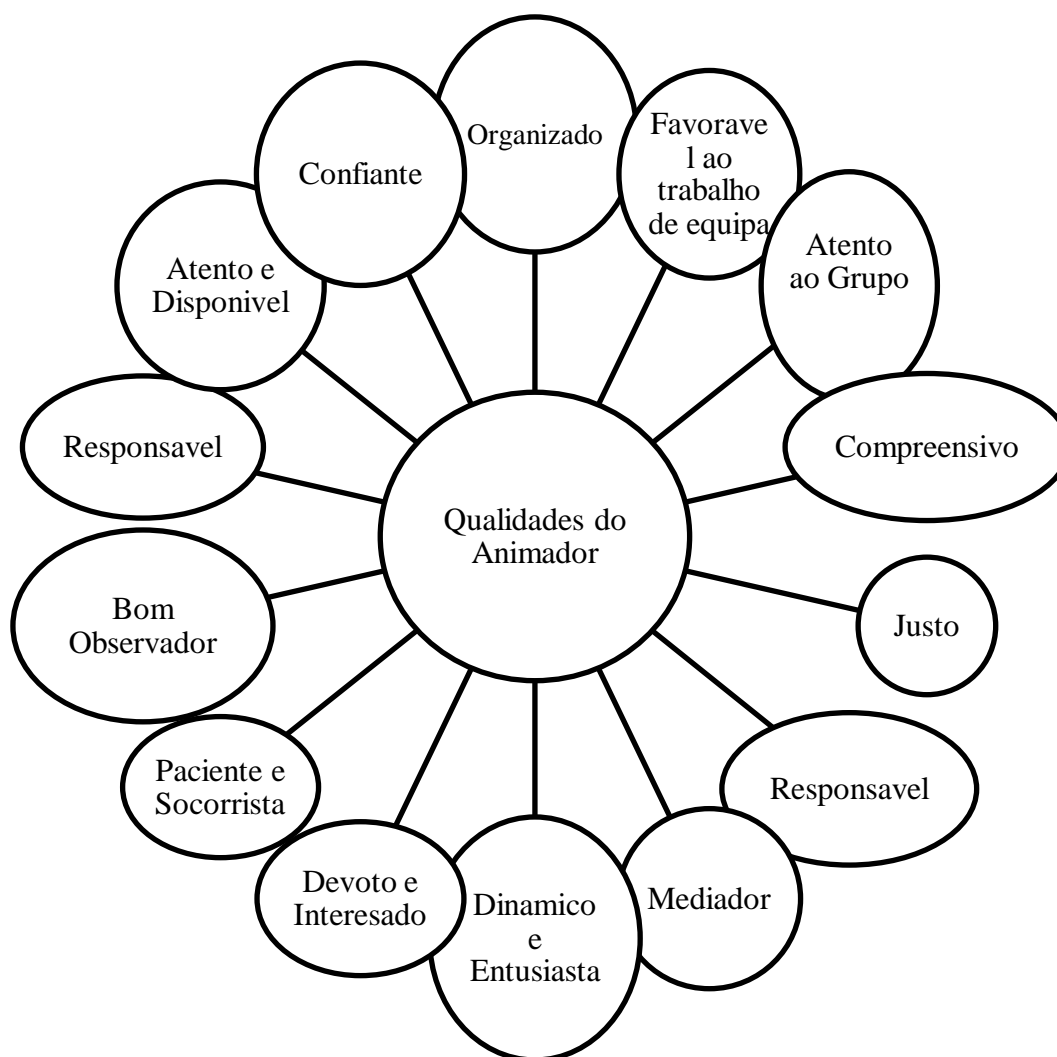 Organizado
Favorave
l ao
trabalho
de equipa
Atento
ao Grupo
Compreensivo
Justo
Responsavel
Mediador
Dinamico
e
Entusiasta
Devoto e
Interesado
Paciente e
Socorrista
Bom
Observador
Responsavel
Atento e
Disponivel
Confiante
Qualidades do
Animador